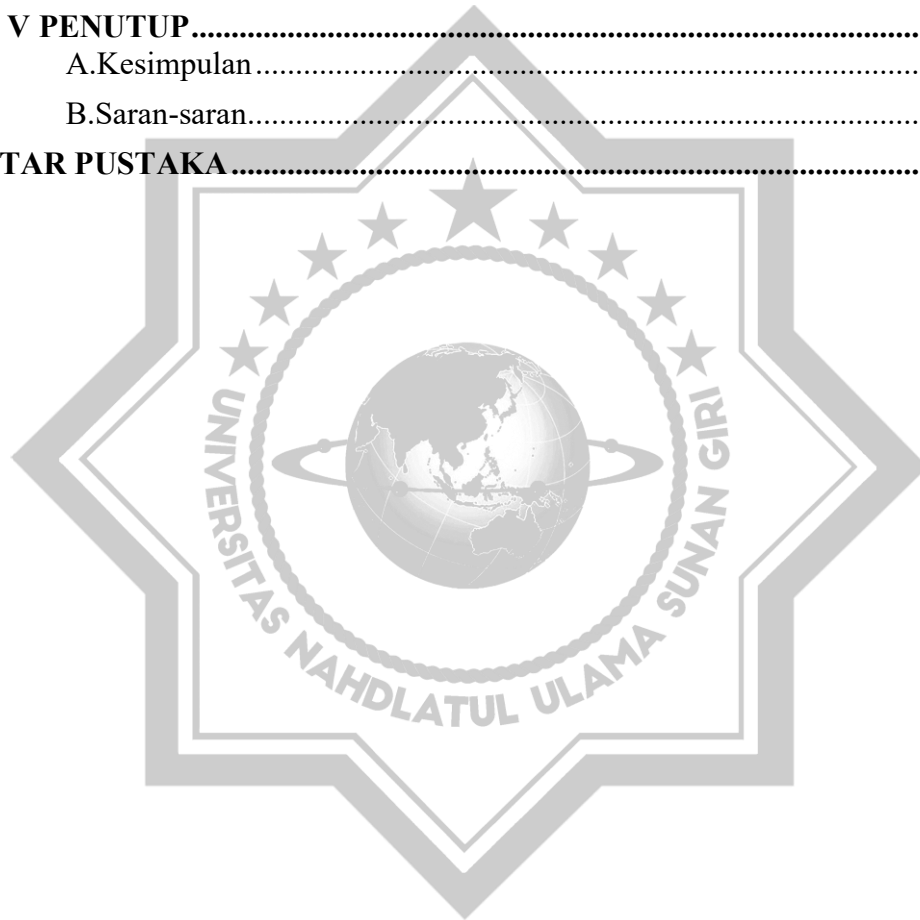 V PENUTUP..........................................................................................
A.Kesimpulan....................................................................................
B.Saran-saran.....................................................................................
TAR PUSTAKA.....................................................................................
UNIVERSITAS NAHDLATUL ULAMA SUNAN GIRI